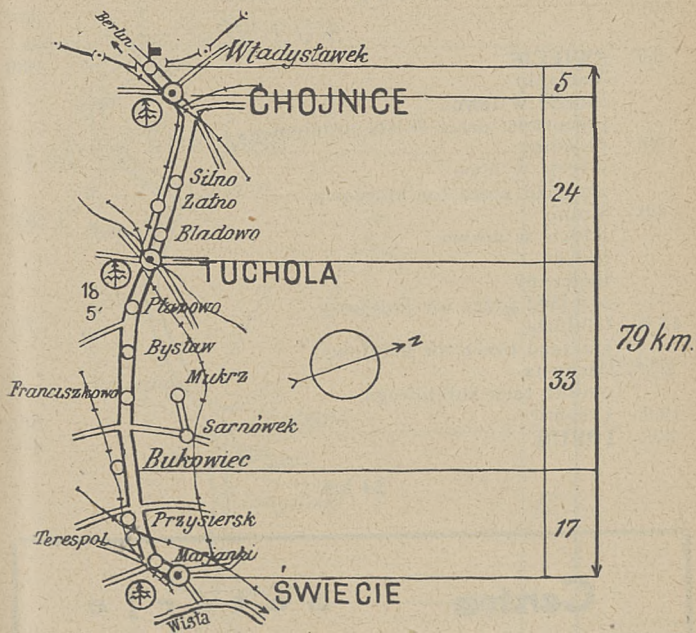 Berlin
Władysławek
5
CHOJNICE
Silno
24
Żalno
Bladowo
TUCHOLA
18
5'
Płazowo
N
79 km.
Bysław
Mukrz
33
Franciszkowo
Sarnówek
Bukowiec
Przysiersk
17
Terespol
Marjanki
ŚWIECIE
Wisła